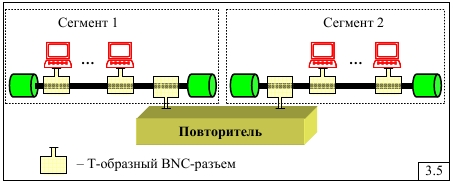 Сегмент 1
Сегмент 2
...
...
...
Повторитель
– Т-образный BNC-разъем
3.5